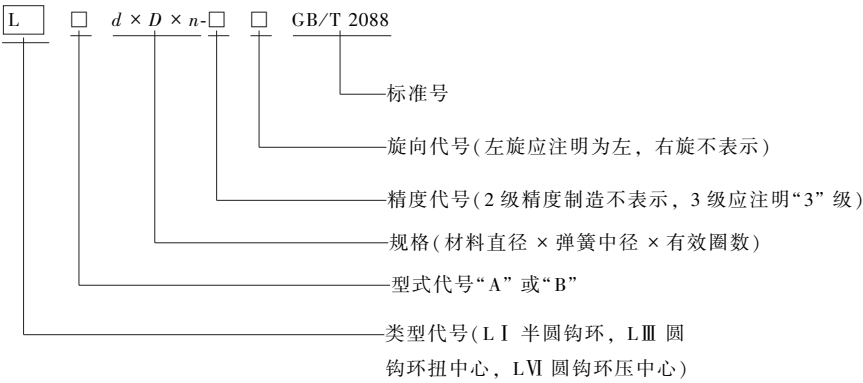 L □ d × D × n-□ □ GB/T 2088
标准号
旋向代号(左旋应注明为左，右旋不表示)
精度代号(2 级精度制造不表示，3 级应注明“3” 级)
规格(材料直径 × 弹簧中径 × 有效圈数)
型式代号“A” 或“B”
类型代号(LⅠ 半圆钩环，LⅢ 圆
钩环扭中心，LⅥ 圆钩环压中心)